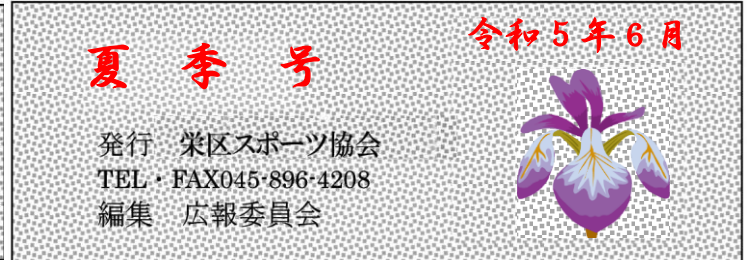 令和５年６月
夏季号
発行　栄区スポーツ協会
TEL・FAX045-896-4208
編集　広報委員会